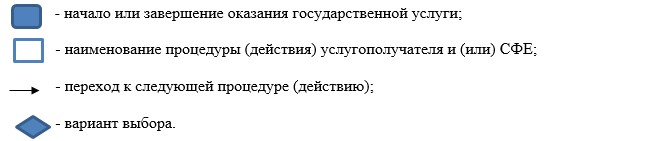 - начало или завершение оказания государственной услуги;
- наименование процедуры (действия) услугополучателя и (или) СФЕ;
- переход к следующей процедуре (действию);
- вариант выбора.